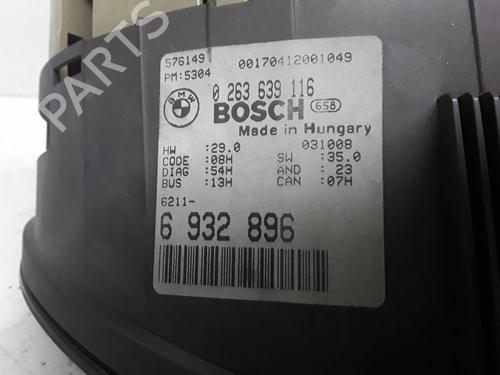 576149 00170412001049
PM:5304
BMW 0 263 639 116
BOSCH 658
Made in Hungary
HW :29.0 031008
CODE :08H SW :35.0
DIAG :54H AND : 23
BUS :13H CAN :07H
6211-
6 932 896
B PARTS